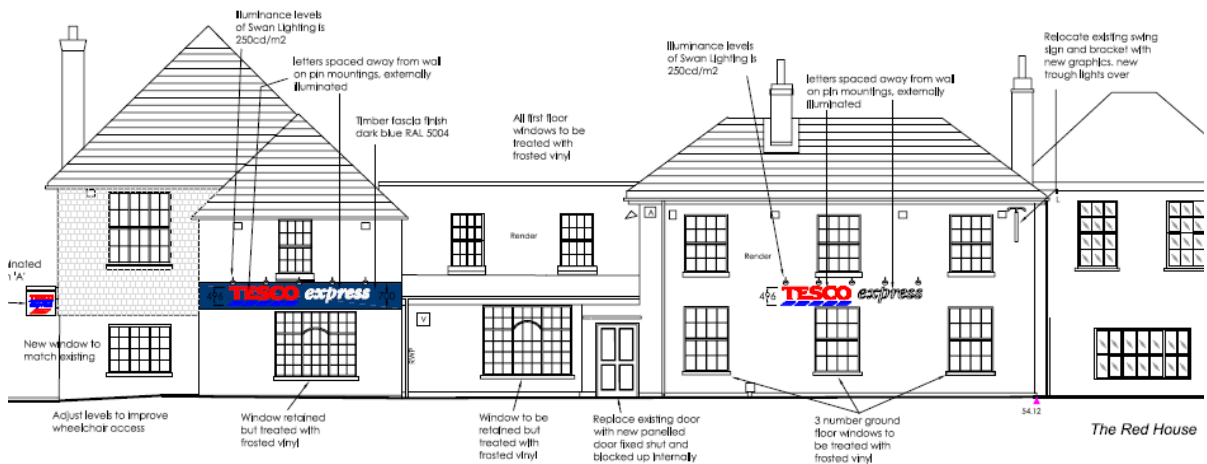 Illuminance levels
of Swan Lighting is
250cd/m2
letters spaced away from wall
on pin mountings, externally
illuminated
Timber fascia finish
dark blue RAL 5004
All first floor
windows to be
treated with
frosted vinyl
Illuminance levels
of Swan Lighting is
250cd/m2
letters spaced away from wall
on pin mountings, externally
illuminated
Relocate existing swing
sign and bracket with
new graphics. new
trough lights over
Render
A
L
Render
minated
'A'
TESCO
496
TESCO express
700
496
TESCO express
V
RWP
New window to
match existing
Adjust levels to improve
wheelchair access
Window retained
but treated with
frosted vinyl
Window to be
retained but
treated with
frosted vinyl
Replace existing door
with new panelled
door fixed shut and
blocked up internally
3 number ground
floor windows to
be treated with
frosted vinyl
54.12
The Red House